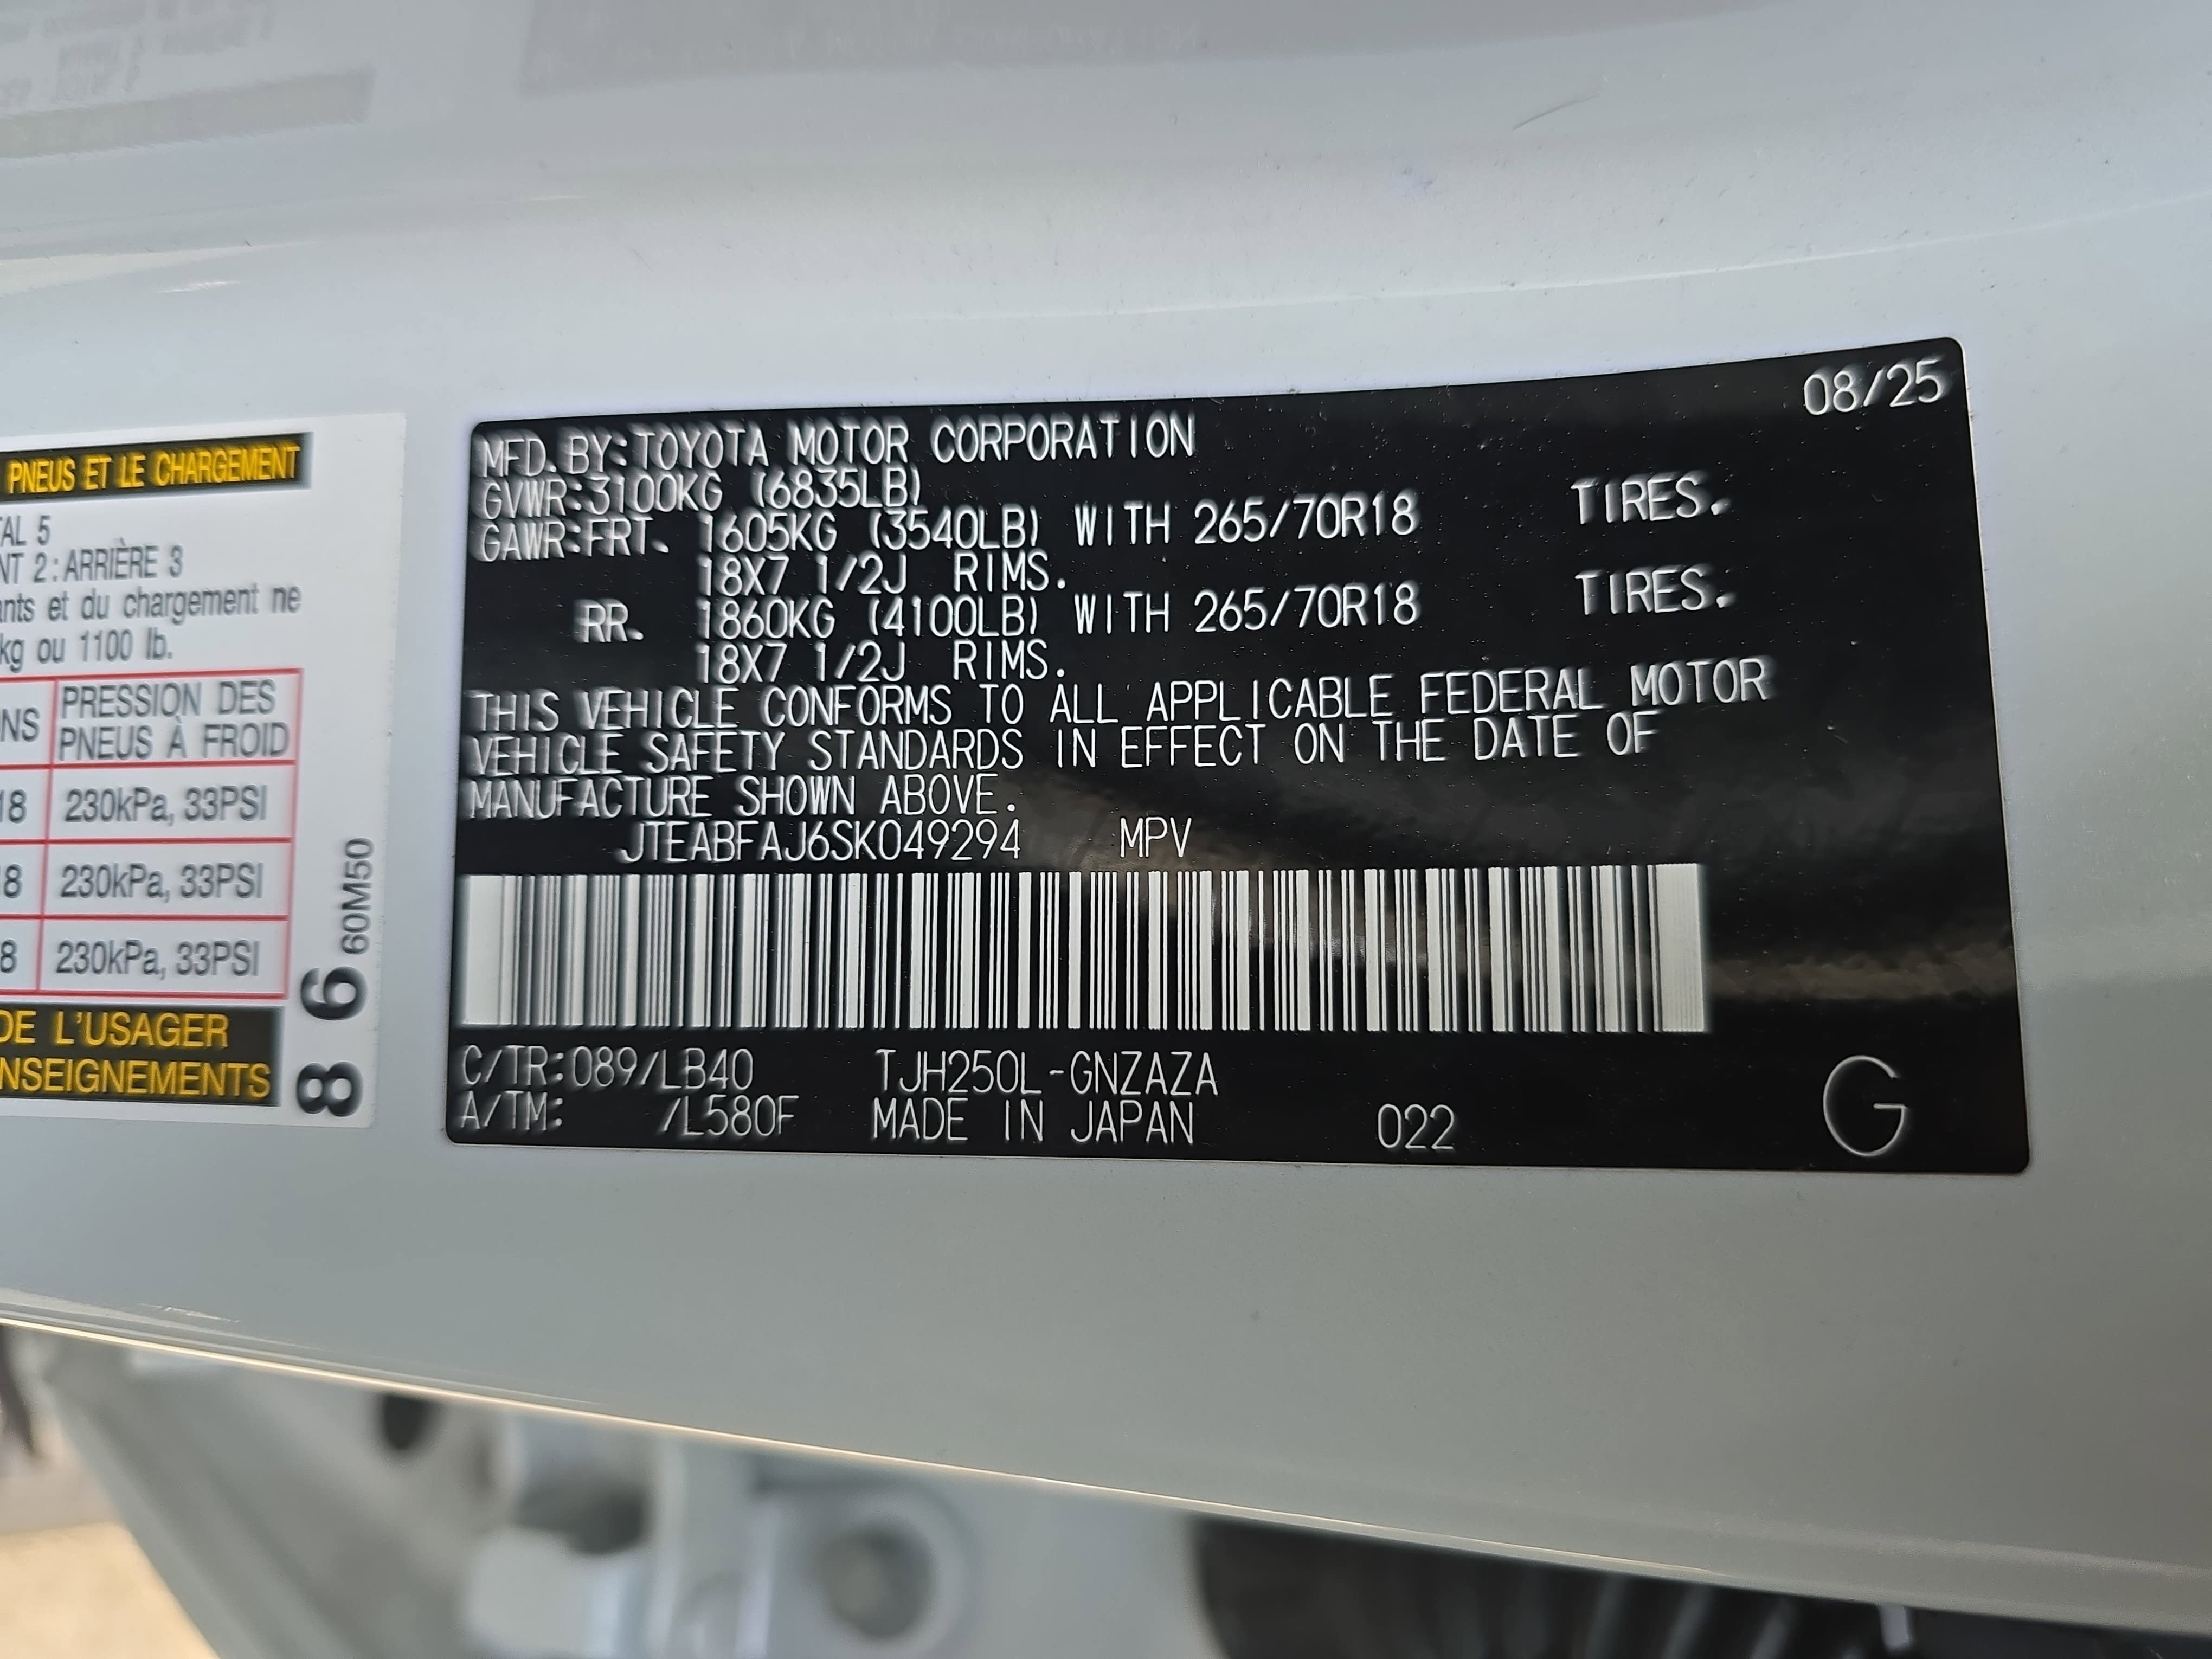 PNEUS ET LE CHARGEMENT
TAL 5
NT 2 : ARRIÈRE 3
ants et du chargement ne
kg ou 1100 lb.
NS PRESSION DES
PNEUS À FROID
18 230kPa, 33PSI
8 230kPa, 33PSI
8 230kPa, 33PSI
DE L'USAGER
NSEIGNEMENTS
8 6 60M50
08/25
MFD. BY:TOYOTA MOTOR CORPORATION
GVWR:3100KG (6835LB)
GAWR:FRT. 1605KG (3540LB) WITH 265/70R18 TIRES.
18X7 1/2J RIMS.
RR. 1860KG (4100LB) WITH 265/70R18 TIRES.
18X7 1/2J RIMS.
THIS VEHICLE CONFORMS TO ALL APPLICABLE FEDERAL MOTOR
VEHICLE SAFETY STANDARDS IN EFFECT ON THE DATE OF
MANUFACTURE SHOWN ABOVE.
JTEABFAJ6SK049294 MPV
C/TR:089/LB40 TJH250L-GNZAZA
A/TM: /L580F MADE IN JAPAN 022 G